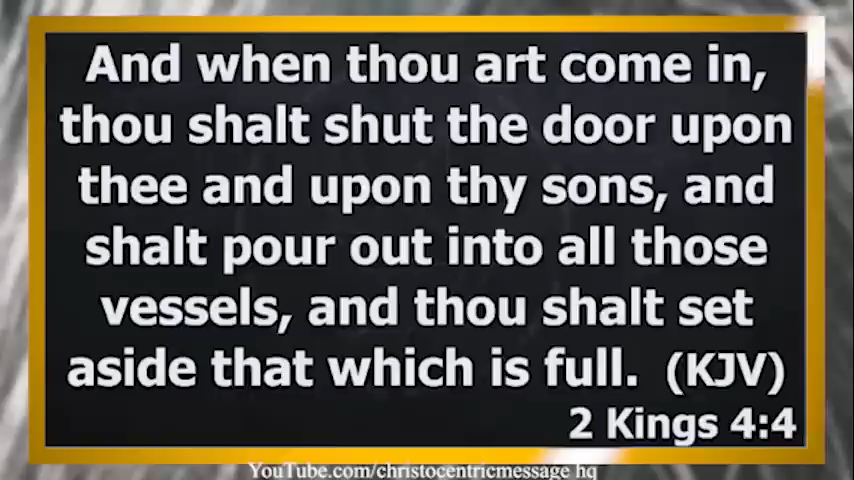 And when thou art come in,
thou shalt shut the door upon
thee and upon thy sons, and
shalt pour out into all those
vessels, and thou shalt set
aside that which is full.  (KJV)
2 Kings 4:4
YouTube.com/christocentricmessage hq